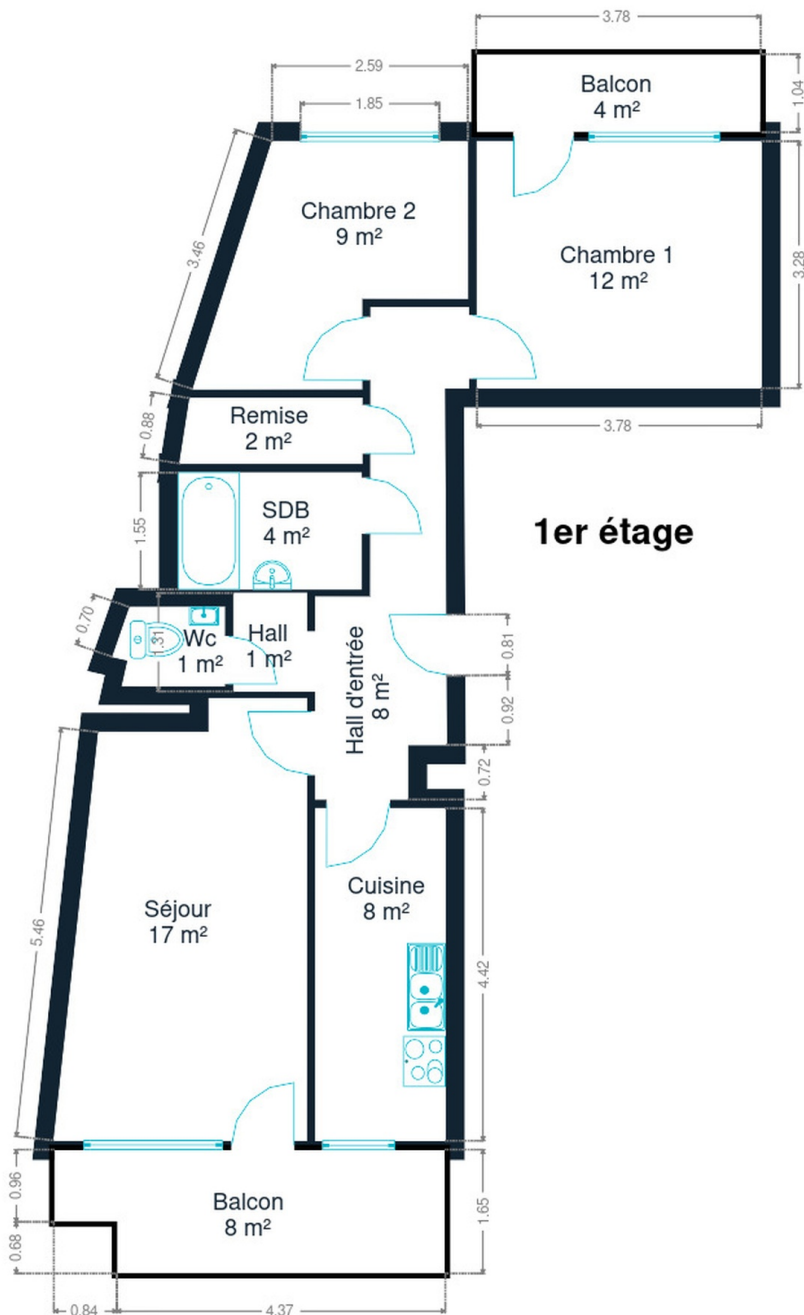 3.78
2.59
1.85
1.04
Balcon
4 m²
Chambre 2
9 m²
3.46
Chambre 1
12 m²
3.28
3.78
Remise
2 m²
0.88
SDB
4 m²
1.55
1er étage
0.70
Wc
1 m²
1.31
Hall
1 m²
Hall d'entrée
8 m²
0.81
0.92
0.72
Séjour
17 m²
5.46
Cuisine
8 m²
4.42
Balcon
8 m²
0.96
0.68
1.65
0.84
4.37